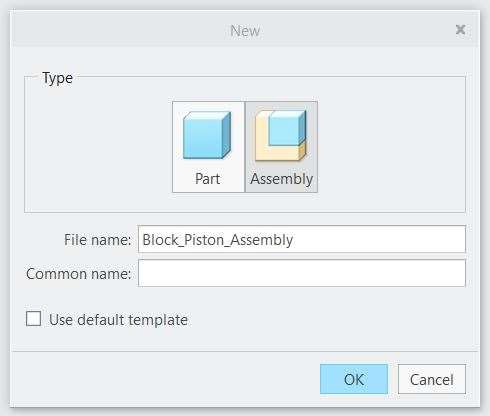 New
Type
Part Assembly
File name: Block_Piston_Assembly
Common name:
Use default template
OK Cancel